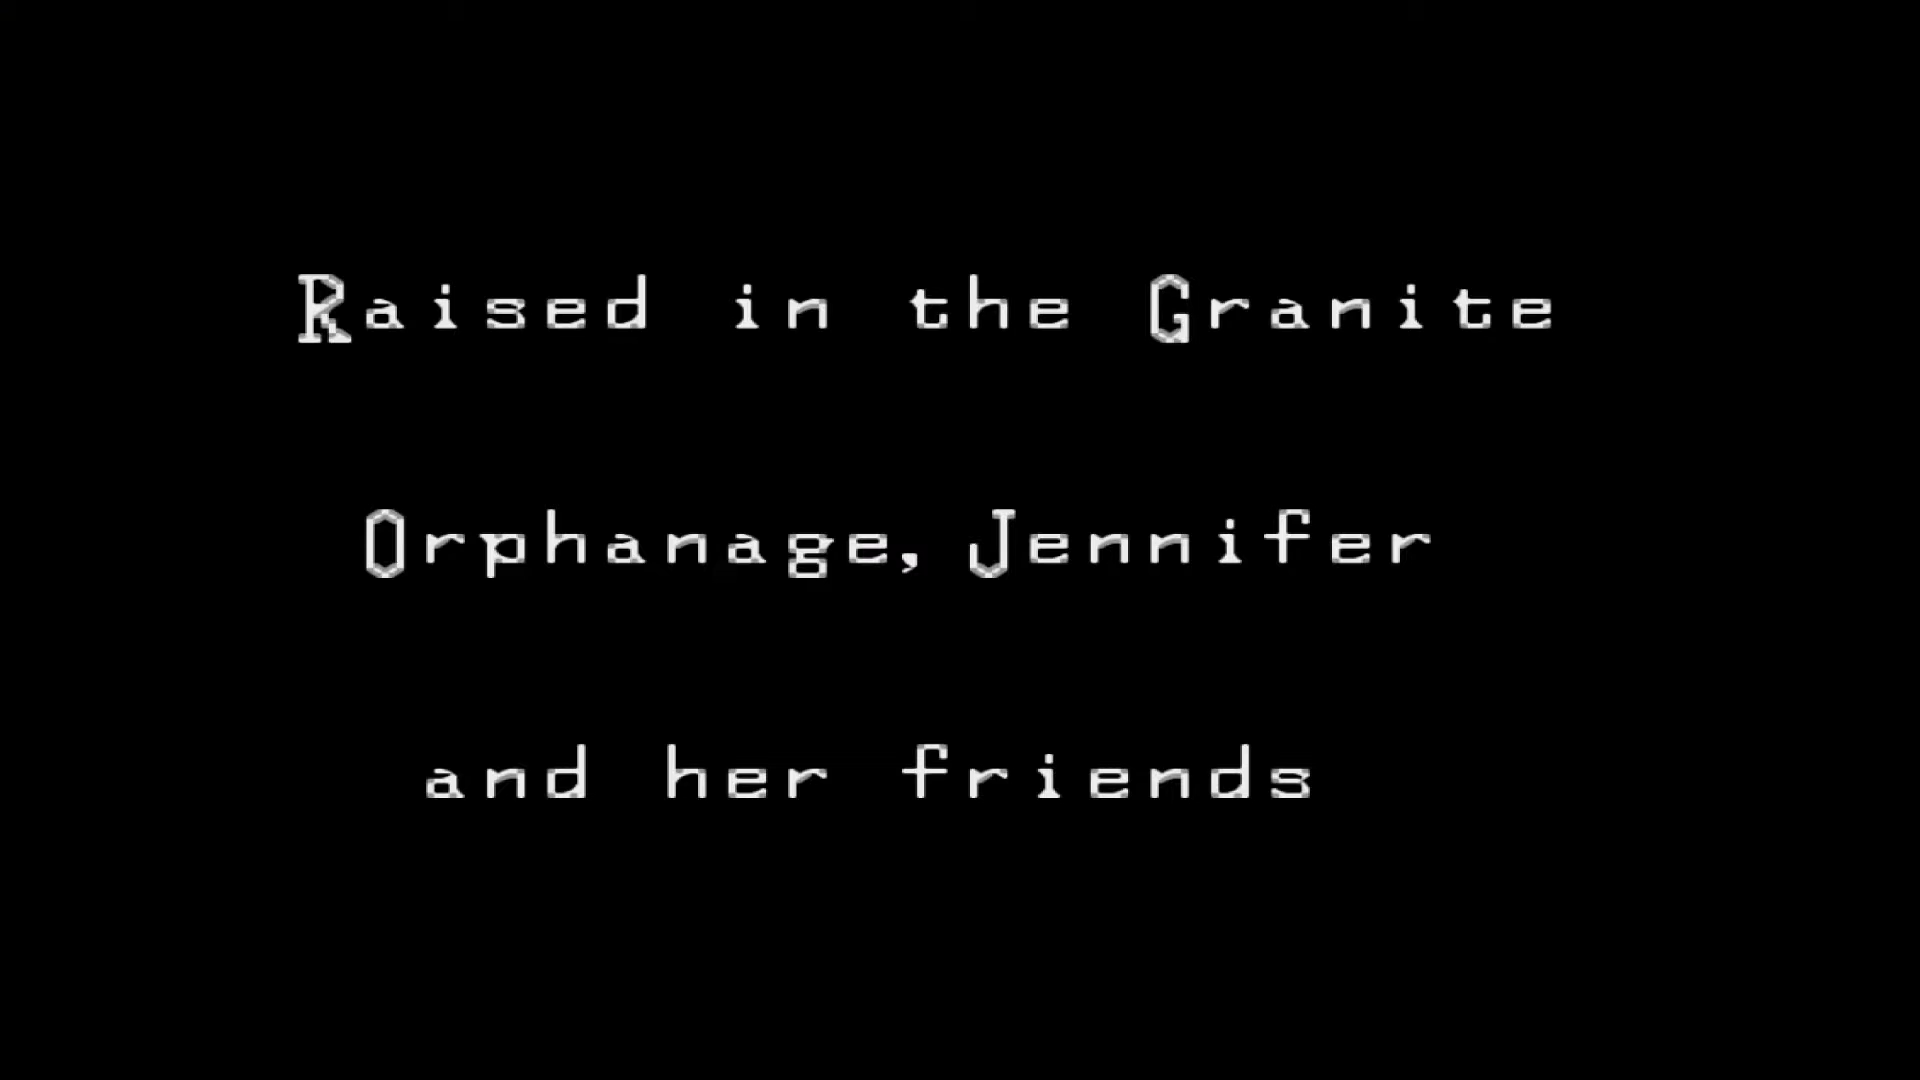 Raised in the Granite
Orphanage, Jennifer
and her friends